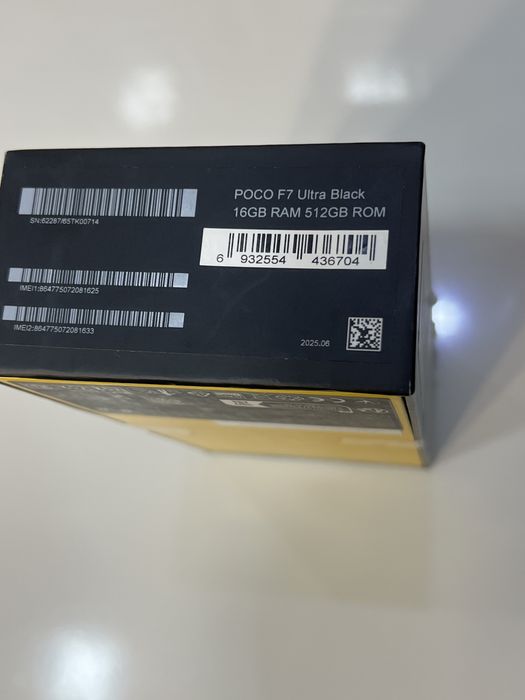 POCO F7 Ultra Black
16GB RAM 512GB ROM
SN:62287/65TK00714
6 932554 436704
IMEI1:864775072081625
IMEI2:864775072081633
2025.06